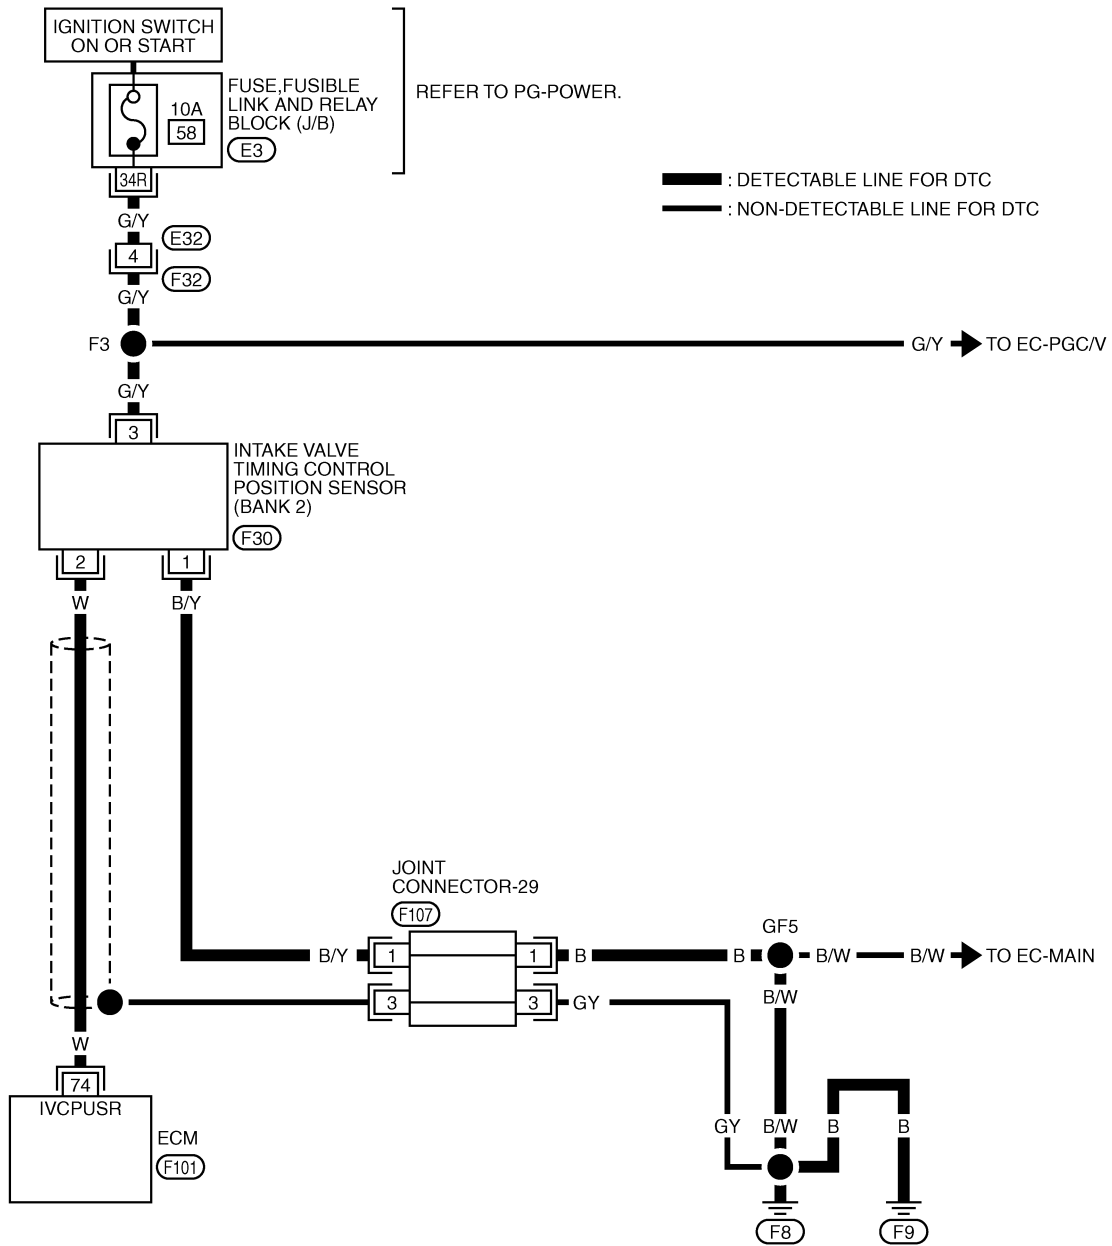 IGNITION SWITCH
ON OR START
FUSE,FUSIBLE
LINK AND RELAY
BLOCK (J/B)
10A
58
E3
REFER TO PG-POWER.
34R
: DETECTABLE LINE FOR DTC
: NON-DETECTABLE LINE FOR DTC
G/Y
E32
4
F32
G/Y
F3
G/Y
TO EC-PGC/V
G/Y
3
INTAKE VALVE
TIMING CONTROL
POSITION SENSOR
(BANK 2)
F30
2
1
W
B/Y
JOINT
CONNECTOR-29
F107
GF5
B/Y
1
1
B
B
B/W
B/W
TO EC-MAIN
3
3
GY
B/W
W
74
IVCPUSR
ECM
F101
GY
B/W
B
B
F8
F9